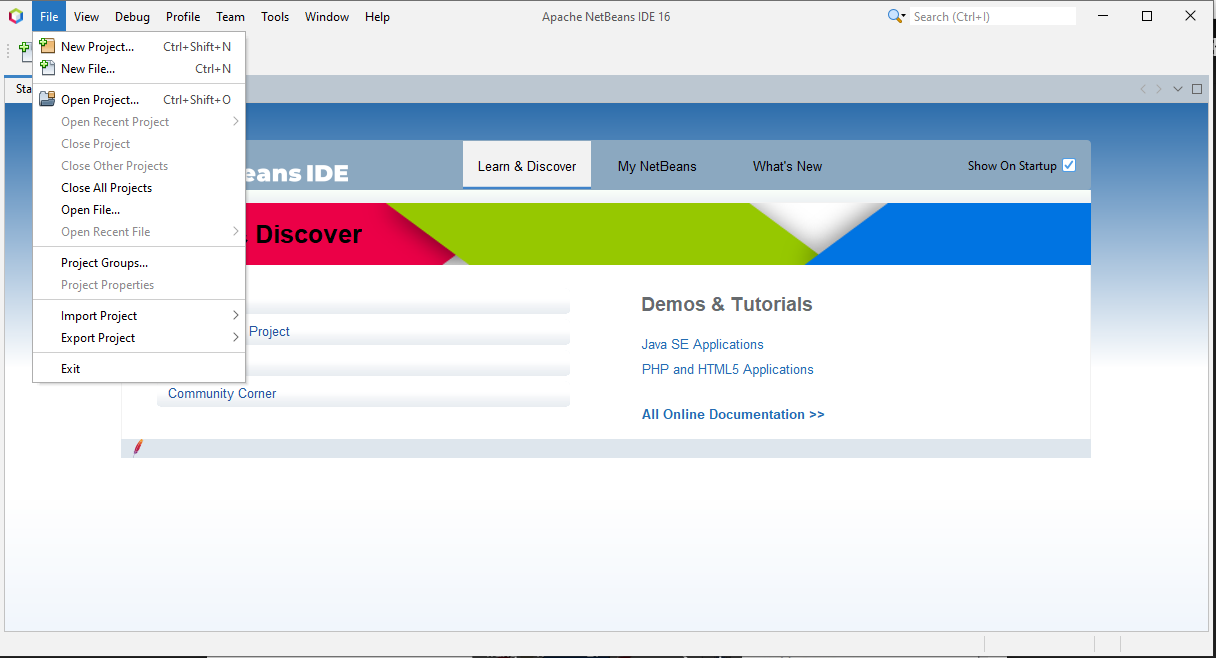 File View Debug Profile Team Tools Window Help Apache NetBeans IDE 16 Search (Ctrl+I)
New Project... Ctrl+Shift+N
New File... Ctrl+N
Open Project... Ctrl+Shift+O
Open Recent Project
Close Project
Close Other Projects
Close All Projects
Open File...
Open Recent File
Project Groups...
Project Properties
Import Project
Export Project
Exit
Sta
eans IDE
Learn & Discover My NetBeans What's New Show On Startup
Discover
Project
Community Corner
Demos & Tutorials
Java SE Applications
PHP and HTML5 Applications
All Online Documentation >>